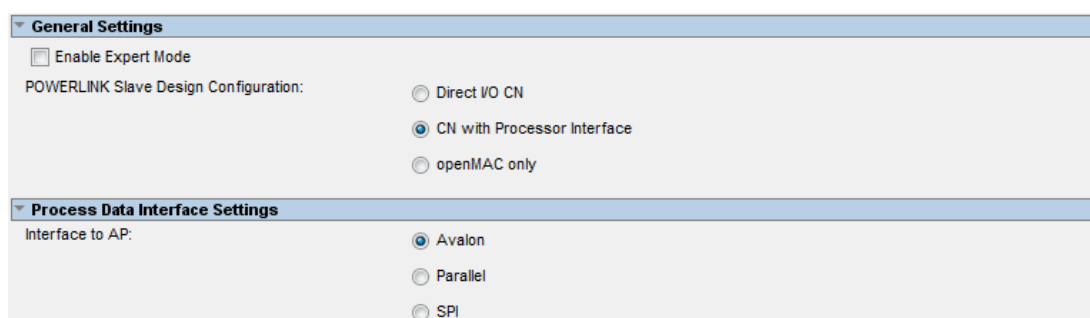 General Settings
Enable Expert Mode
POWERLINK Slave Design Configuration:
Direct I/O CN
CN with Processor Interface
openMAC only
Process Data Interface Settings
Interface to AP:
Avalon
Parallel
SPI